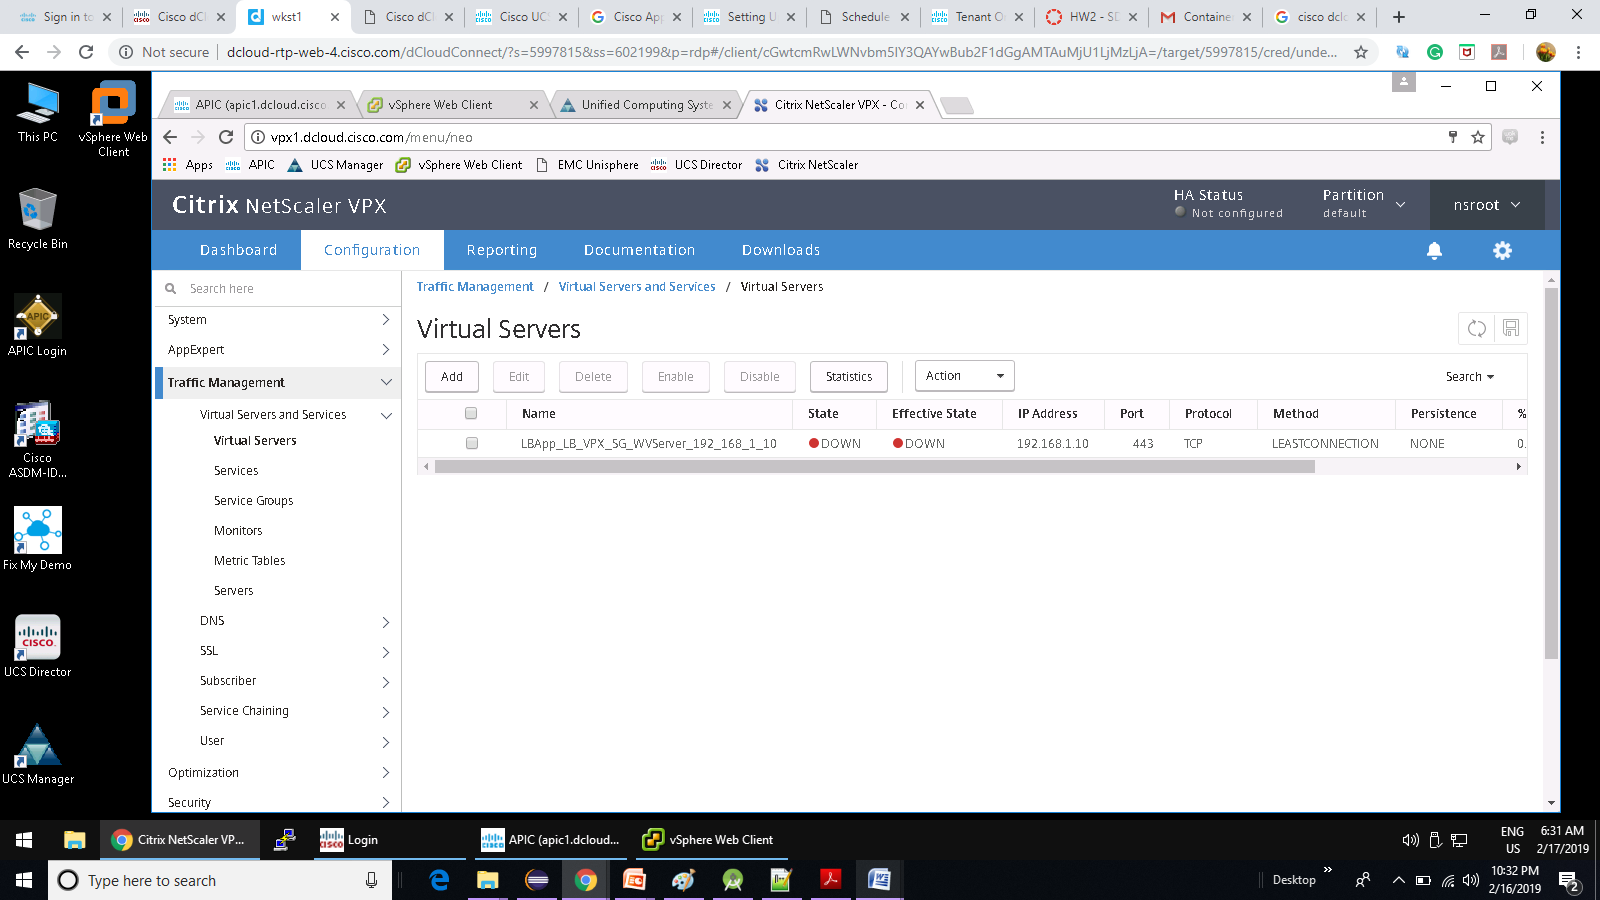 Sign in to
Cisco dCl
wkst1
Cisco dCl
Cisco UCS
Cisco App
Setting U
Schedule
Tenant O
HW2 - SD
Container
cisco dclo
Not secure
dcloud-rtp-web-4.cisco.com/dCloudConnect/?s=5997815&ss=602199&p=rdp#/client/cGwtcmRwLWNvbm5lY3QAYwBub2F1dGgAMTAuMjU1LjMzLjA=/target/5997815/cred/unde...
This PC
vSphere Web
Client
Recycle Bin
APIC
APIC Login
Cisco
ASDM-ID...
Fix My Demo
CISCO
UCS Director
UCS Manager
APIC (apic1.dcloud.cisco
vSphere Web Client
Unified Computing Syste
Citrix NetScaler VPX - Co
vpx1.dcloud.cisco.com/menu/neo
Apps
APIC
UCS Manager
vSphere Web Client
EMC Unisphere
UCS Director
Citrix NetScaler
Citrix NetScaler VPX
HA Status
Not configured
Partition
default
nsroot
Dashboard
Configuration
Reporting
Documentation
Downloads
Search here
System
AppExpert
Traffic Management
Virtual Servers and Services
Virtual Servers
Services
Service Groups
Monitors
Metric Tables
Servers
DNS
SSL
Subscriber
Service Chaining
User
Optimization
Security
Traffic Management / Virtual Servers and Services / Virtual Servers
Virtual Servers
Add
Edit
Delete
Enable
Disable
Statistics
Action
Search
Name State Effective State IP Address Port Protocol Method Persistence %
LBApp_LB_VPX_SG_WVServer_192_168_1_10 DOWN DOWN 192.168.1.10 443 TCP LEASTCONNECTION NONE 0.
Citrix NetScaler VP...
Login
APIC (apic1.dcloud...
vSphere Web Client
ENG
US
6:31 AM
2/17/2019
Type here to search
Desktop
10:32 PM
2/16/2019
2